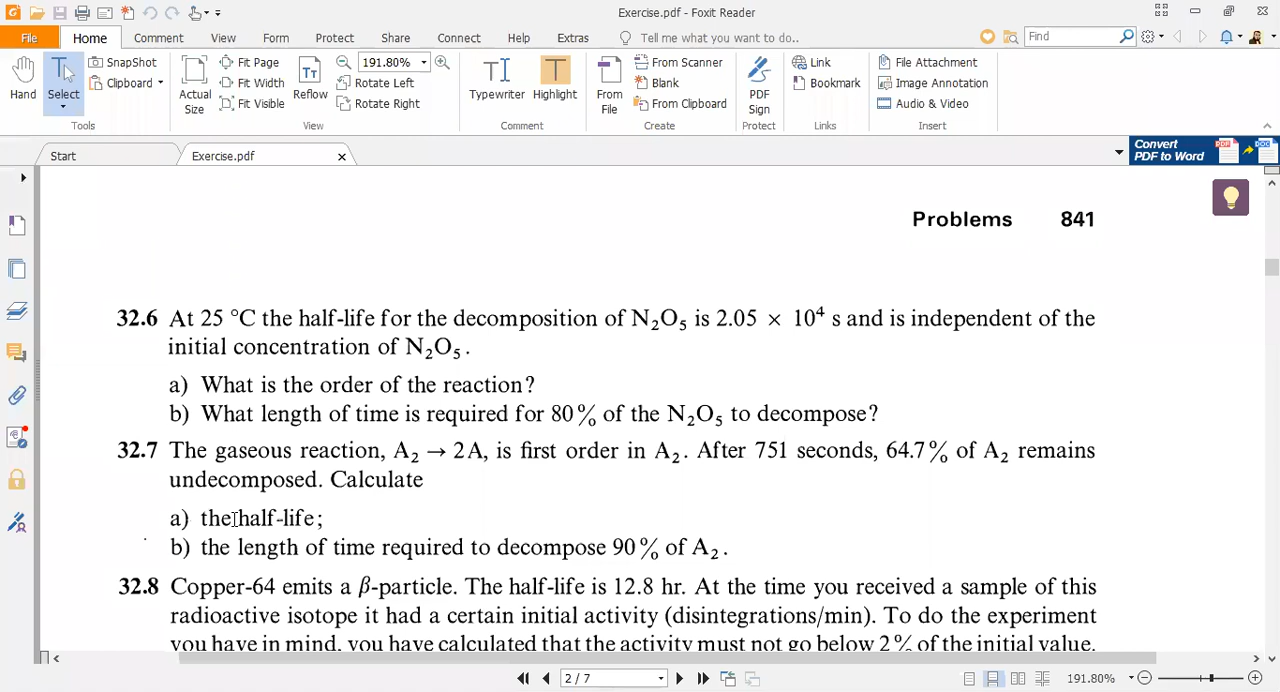 Exercise.pdf - Foxit Reader
File Home Comment View Form Protect Share Connect Help Extras Tell me what you want to do.. Find
Hand
Select
SnapShot
Clipboard
Tools
Actual Size
Fit Page
Fit Width
Fit Visible
Reflow
191.80%
Rotate Left
Rotate Right
View
Typewriter
Highlight
Comment
From File
From Scanner
Blank
From Clipboard
Create
PDF Sign
Protect
Link
Bookmark
Links
File Attachment
Image Annotation
Audio & Video
Insert
Start
Exercise.pdf
Convert PDF to Word
Problems 841
32.6 At 25 °C the half-life for the decomposition of N₂O₅ is 2.05 × 10⁴ s and is independent of the
initial concentration of N₂O₅.
a) What is the order of the reaction?
b) What length of time is required for 80% of the N₂O₅ to decompose?
32.7 The gaseous reaction, A₂ → 2A, is first order in A₂. After 751 seconds, 64.7% of A₂ remains
undecomposed. Calculate
a) the half-life;
b) the length of time required to decompose 90% of A₂.
32.8 Copper-64 emits a β-particle. The half-life is 12.8 hr. At the time you received a sample of this
radioactive isotope it had a certain initial activity (disintegrations/min). To do the experiment
you have in mind, you have calculated that the activity must not go below 2% of the initial value.
2 / 7
191.80%